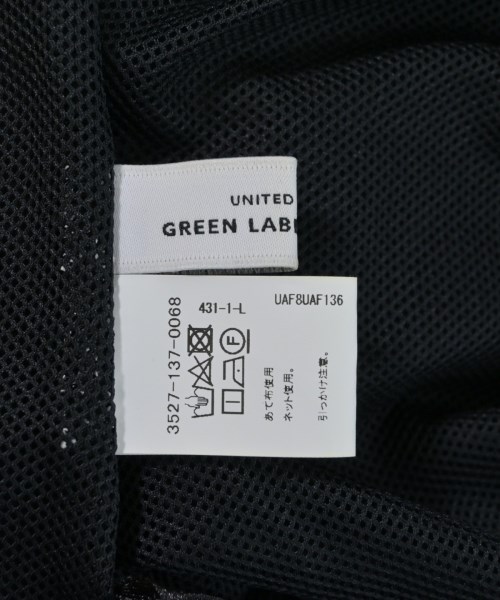 UNITED
GREEN LAB
3527-137-0068
431-1-L
UAF8UAF136
F
あて布使用
ネット使用。
引っかけ注意。